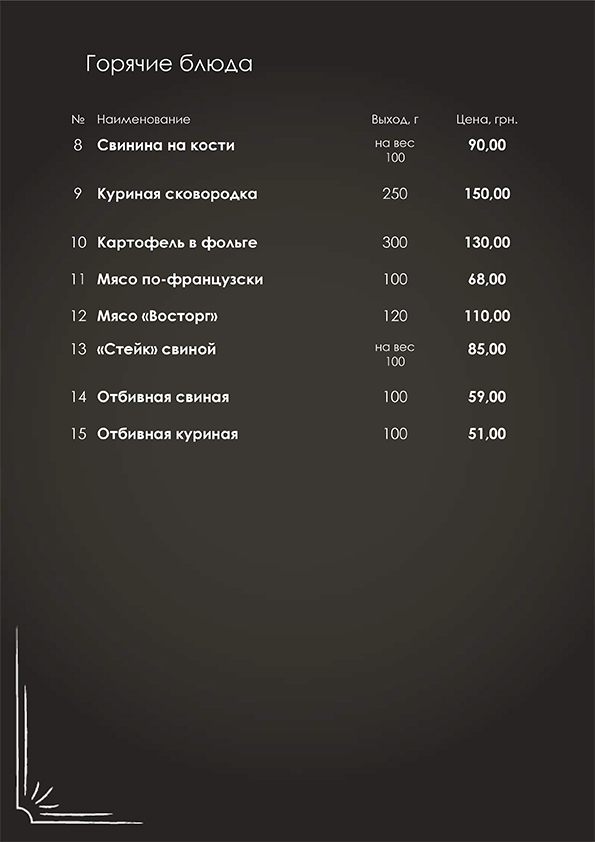 Горячие блюда
№ Наименование Выход, г Цена, грн.
8 Свинина на кости на вес 100 90,00
9 Куриная сковородка 250 150,00
10 Картофель в фольге 300 130,00
11 Мясо по-французски 100 68,00
12 Мясо «Восторг» 120 110,00
13 «Стейк» свиной на вес 100 85,00
14 Отбивная свиная 100 59,00
15 Отбивная куриная 100 51,00